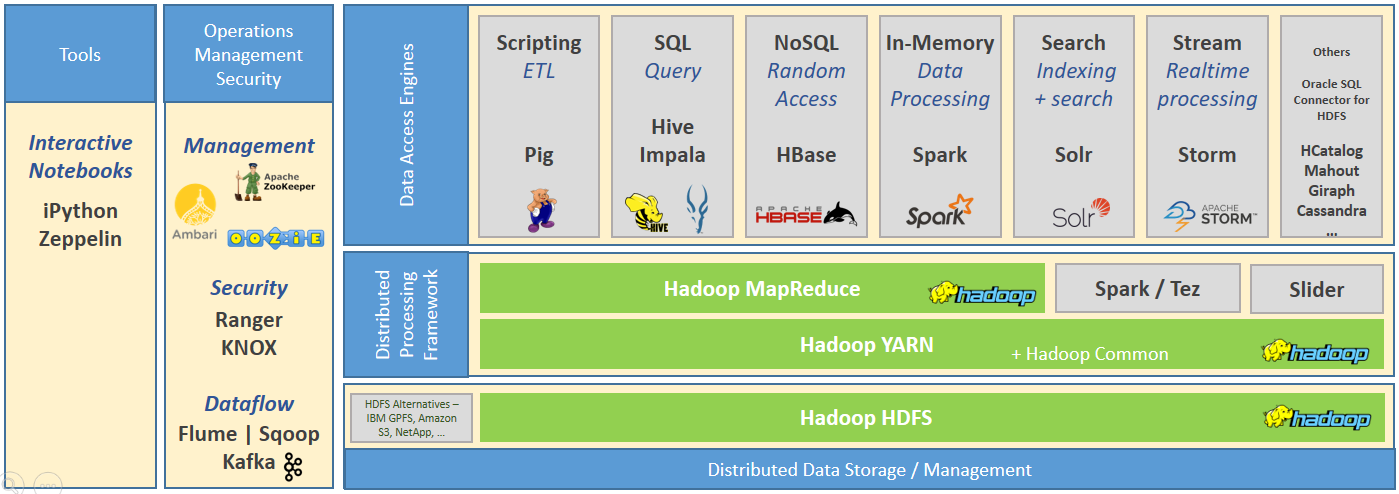 Tools
Interactive
Notebooks
iPython
Zeppelin
Operations
Management
Security
Management
Apache
ZooKeeper
Ambari
OOZiE
Security
Ranger
KNOX
Dataflow
Flume | Sqoop
Kafka
Data Access Engines
Scripting
ETL
Pig
SQL
Query
Hive
Impala
HIVE
NoSQL
Random
Access
HBase
APACHE
HBASE
In-Memory
Data
Processing
Spark
Spark
Search
Indexing
+ search
Solr
Solr
Stream
Realtime
processing
Storm
APACHE
STORM™
Others
Oracle SQL
Connector for
HDFS
HCatalog
Mahout
Giraph
Cassandra
...
Distributed
Processing
Framework
Hadoop MapReduce
hadoop
Spark / Tez
Slider
Hadoop YARN
+ Hadoop Common
hadoop
HDFS Alternatives –
IBM GPFS, Amazon
S3, NetApp, ...
Hadoop HDFS
hadoop
Distributed Data Storage / Management